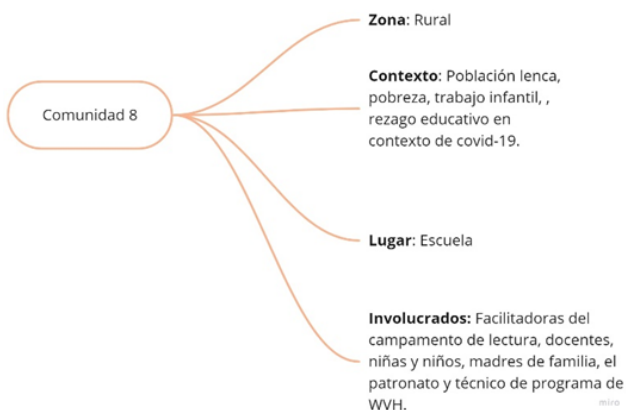 Comunidad 8
Zona: Rural
Contexto: Población lenca,
pobreza, trabajo infantil, ,
rezago educativo en
contexto de covid-19.
Lugar: Escuela
Involucrados: Facilitadoras del
campamento de lectura, docentes,
niñas y niños, madres de familia, el
patronato y técnico de programa de
WVH.
miro